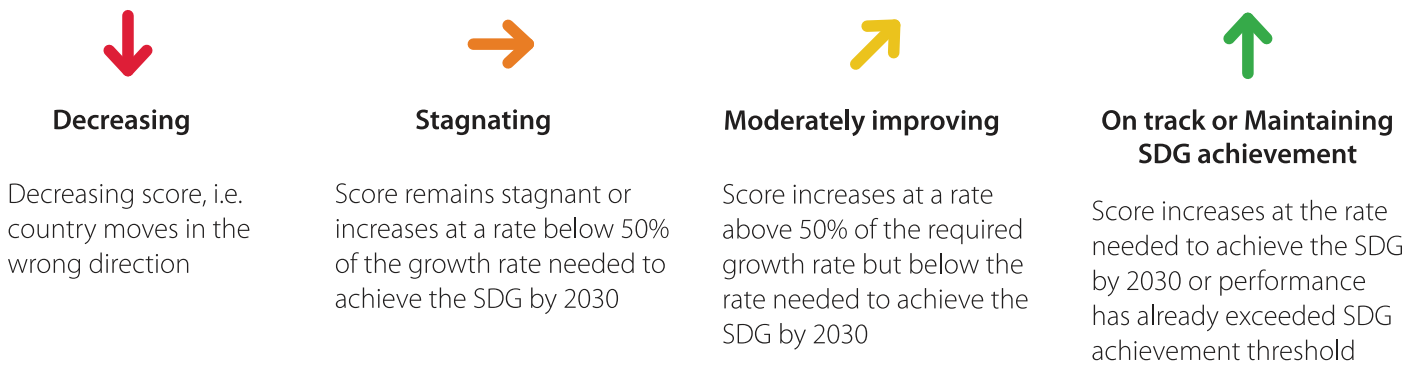 Decreasing
Decreasing score, i.e.
country moves in the
wrong direction
Stagnating
Score remains stagnant or
increases at a rate below 50%
of the growth rate needed to
achieve the SDG by 2030
Moderately improving
Score increases at a rate
above 50% of the required
growth rate but below the
rate needed to achieve the
SDG by 2030
On track or Maintaining
SDG achievement
Score increases at the rate
needed to achieve the SDG
by 2030 or performance
has already exceeded SDG
achievement threshold